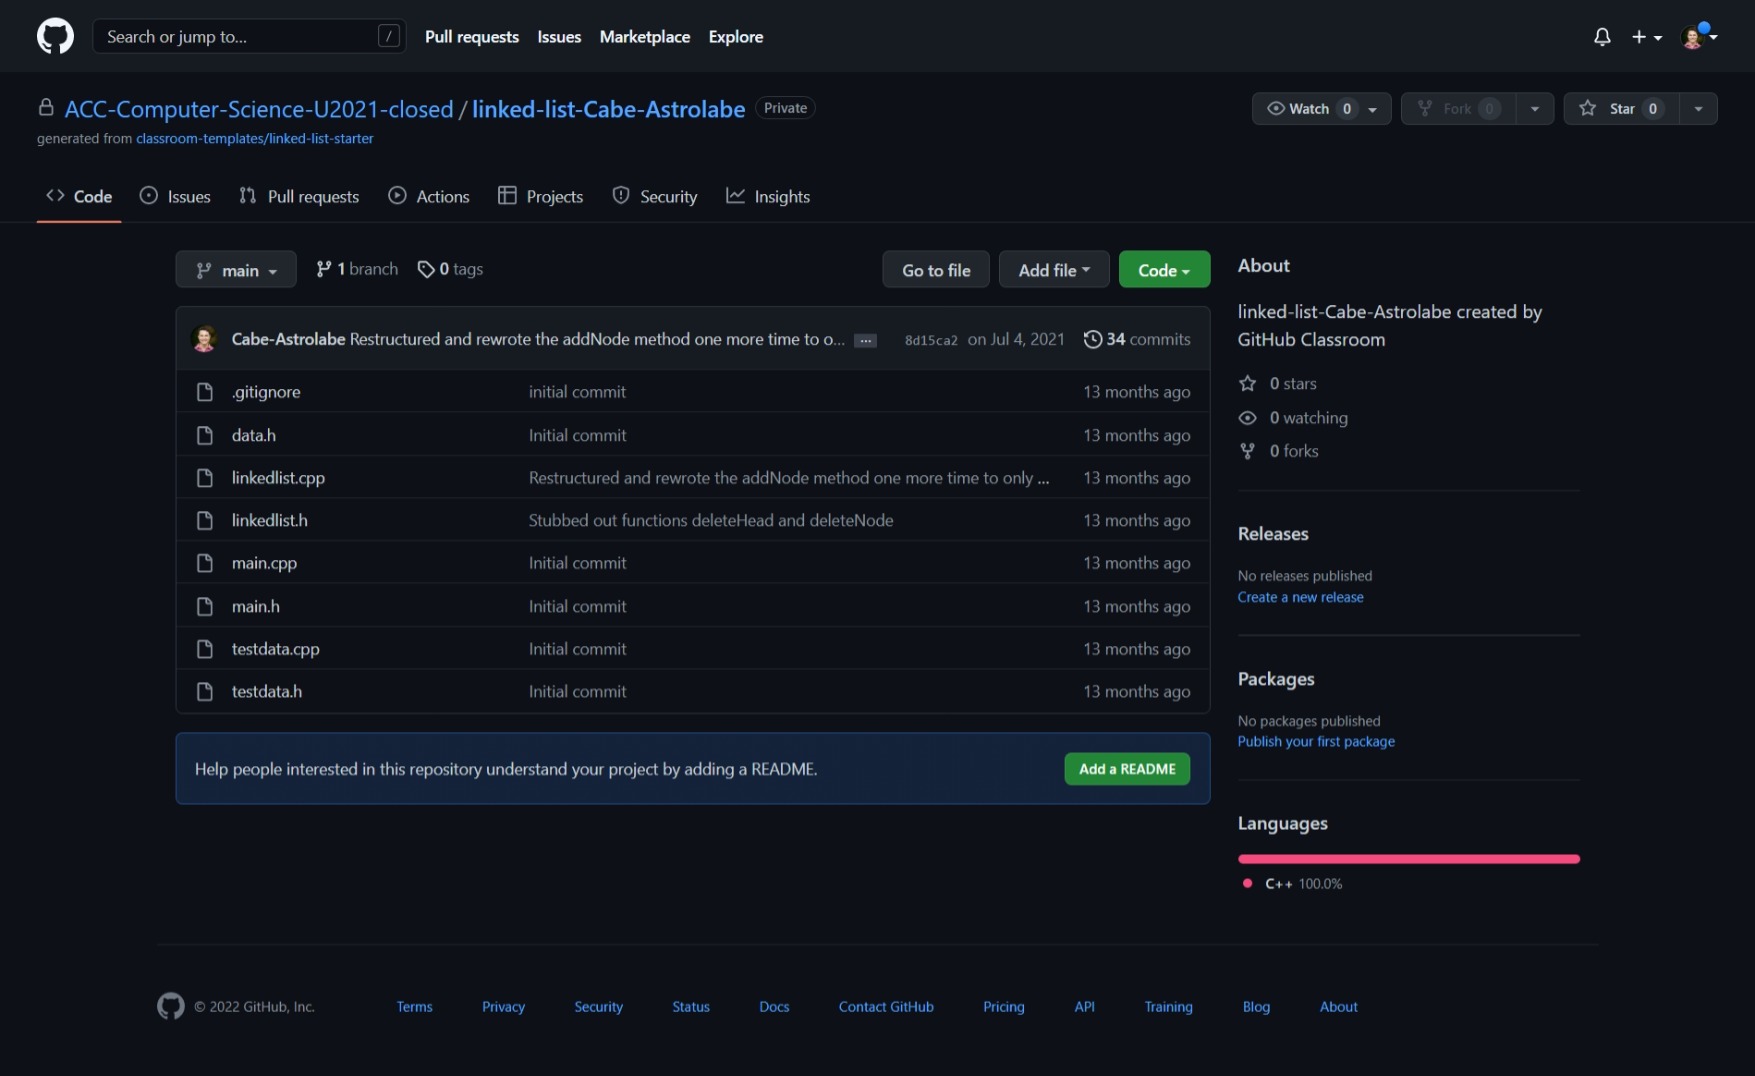 Search or jump to... /
Pull requests Issues Marketplace Explore
ACC-Computer-Science-U2021-closed / linked-list-Cabe-Astrolabe Private
Watch 0 Fork 0 Star 0
generated from classroom-templates/linked-list-starter
Code Issues Pull requests Actions Projects Security Insights
main 1 branch 0 tags Go to file Add file Code
Cabe-Astrolabe Restructured and rewrote the addNode method one more time to o... ... 8d15ca2 on Jul 4, 2021 34 commits
.gitignore initial commit 13 months ago
data.h Initial commit 13 months ago
linkedlist.cpp Restructured and rewrote the addNode method one more time to only ... 13 months ago
linkedlist.h Stubbed out functions deleteHead and deleteNode 13 months ago
main.cpp Initial commit 13 months ago
main.h Initial commit 13 months ago
testdata.cpp Initial commit 13 months ago
testdata.h Initial commit 13 months ago
Help people interested in this repository understand your project by adding a README. Add a README
About
linked-list-Cabe-Astrolabe created by
GitHub Classroom
0 stars
0 watching
0 forks
Releases
No releases published
Create a new release
Packages
No packages published
Publish your first package
Languages
C++ 100.0%
© 2022 GitHub, Inc. Terms Privacy Security Status Docs Contact GitHub Pricing API Training Blog About